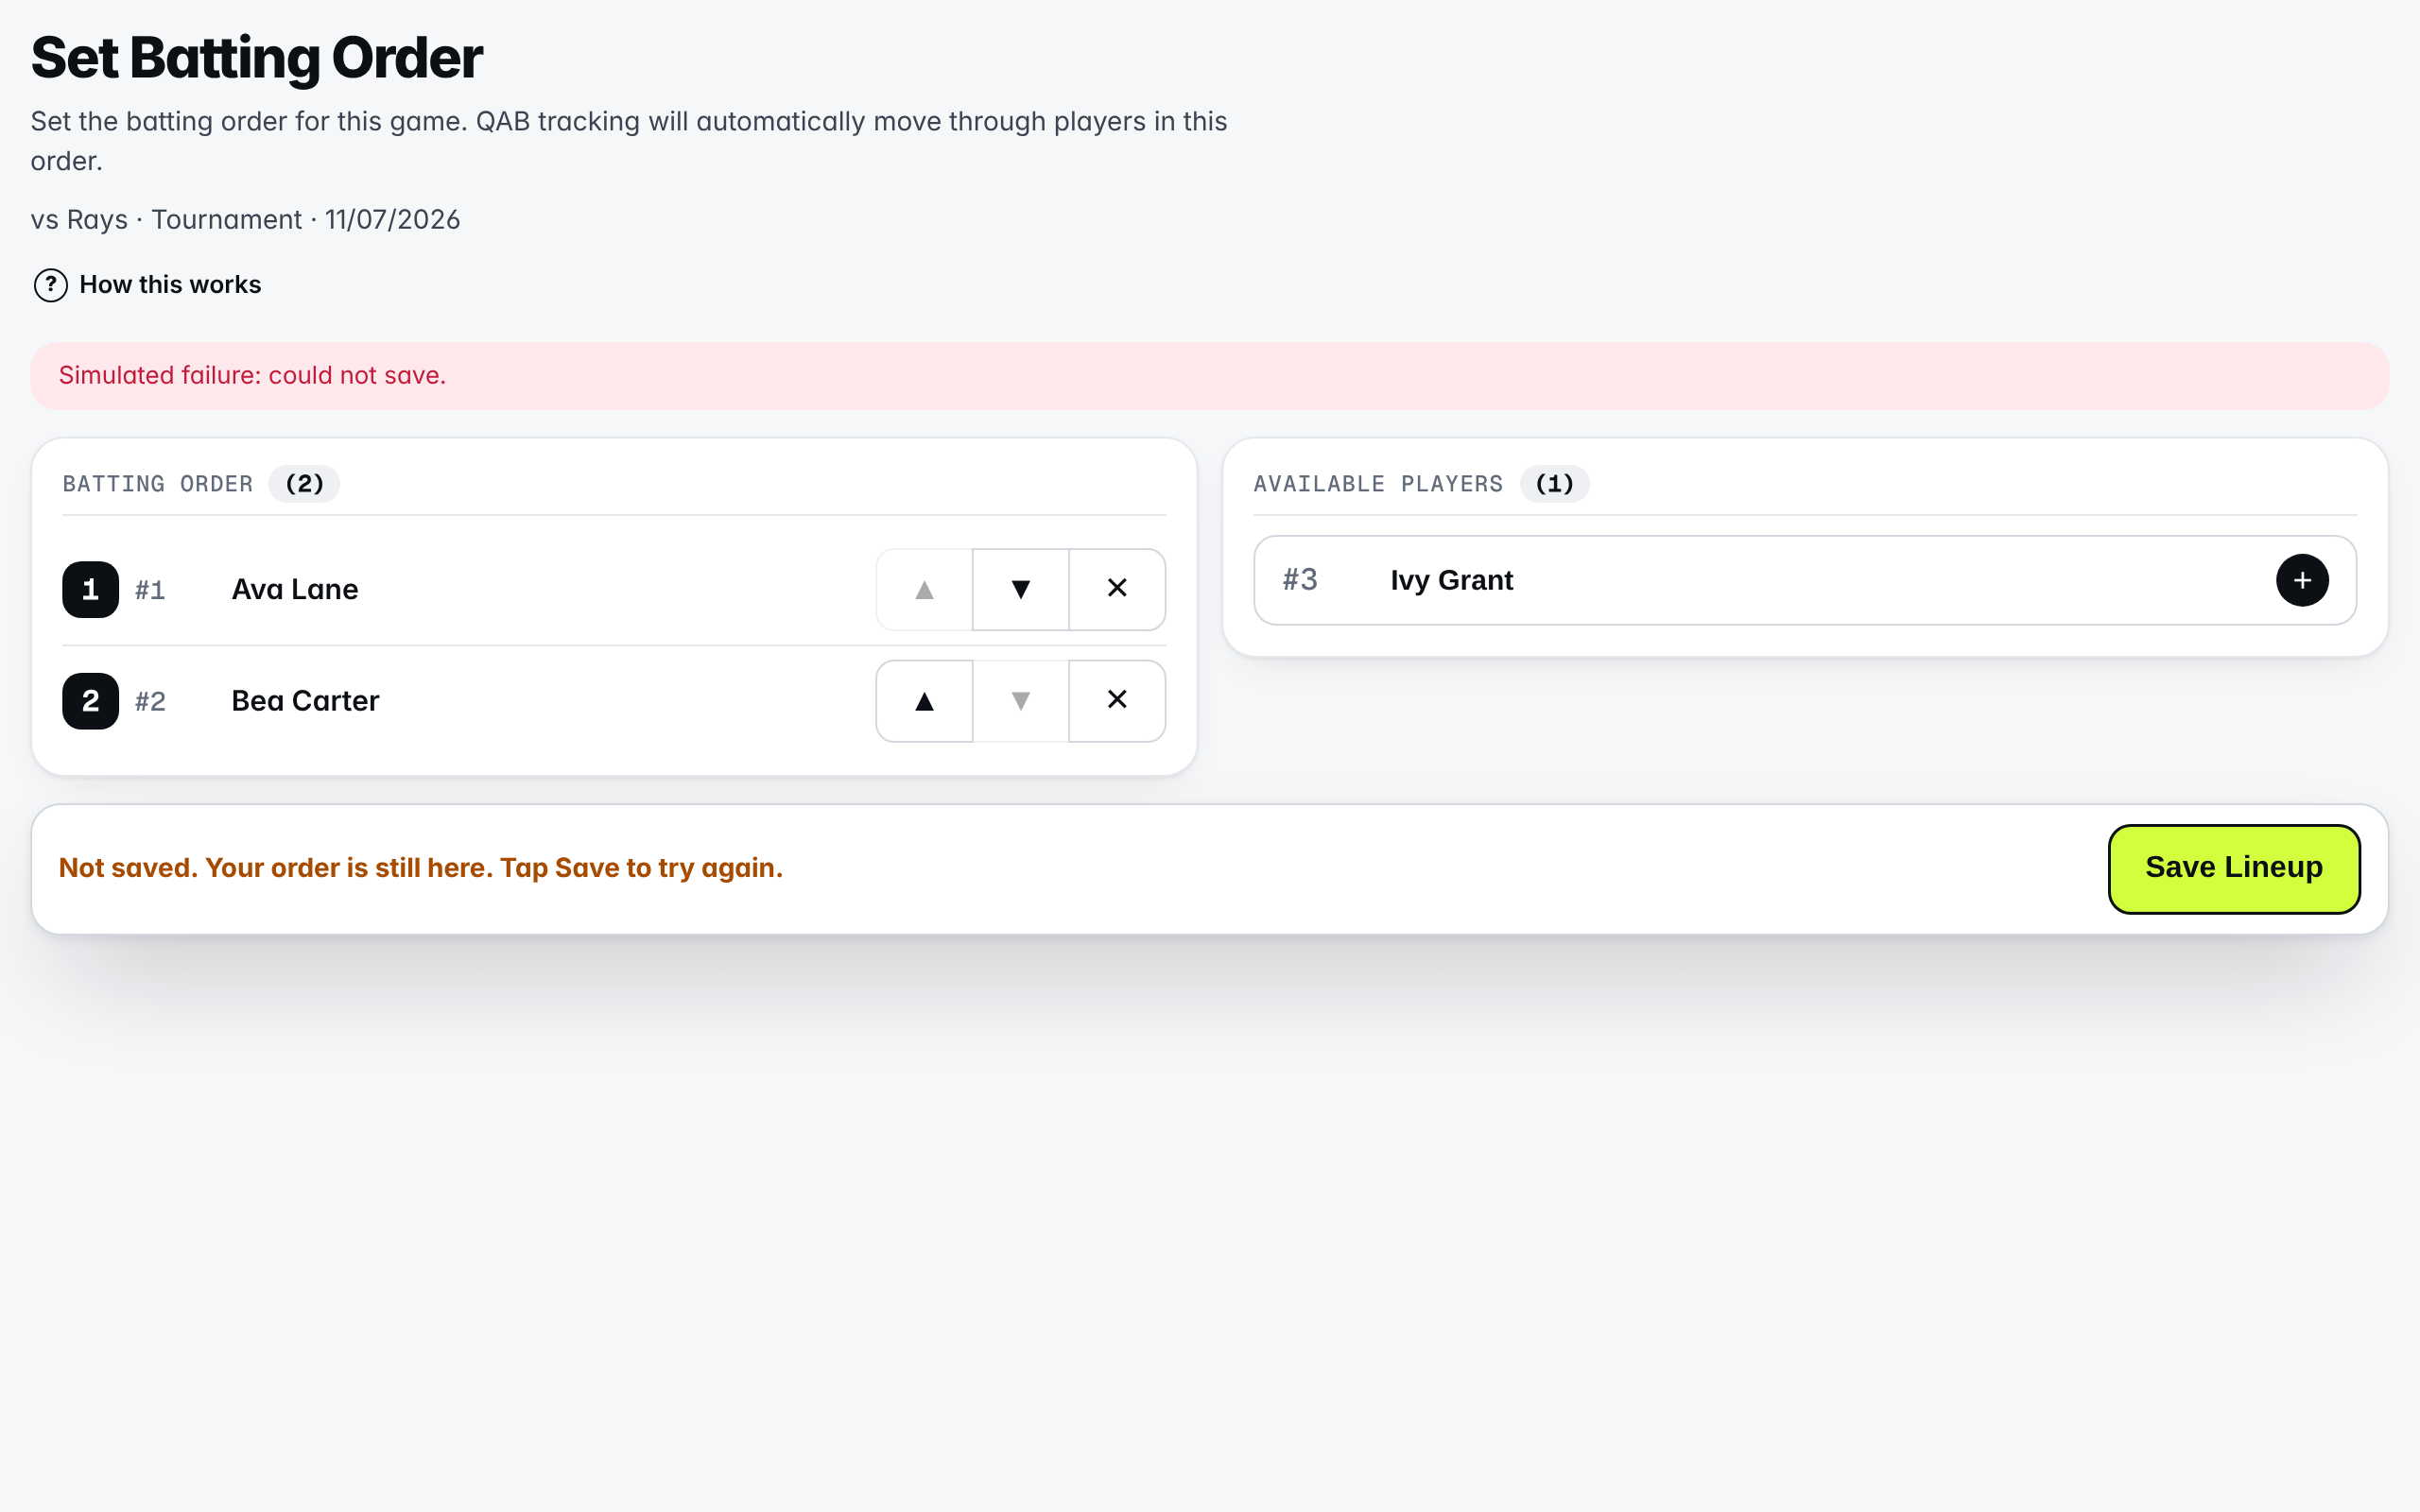 Set Batting Order
Set the batting order for this game. QAB tracking will automatically move through players in this
order.
vs Rays · Tournament · 11/07/2026
? How this works
Simulated failure: could not save.
BATTING ORDER (2)
1 #1 Ava Lane ▲ ▼ ✕
2 #2 Bea Carter ▲ ▼ ✕
AVAILABLE PLAYERS (1)
#3 Ivy Grant +
Not saved. Your order is still here. Tap Save to try again.
Save Lineup